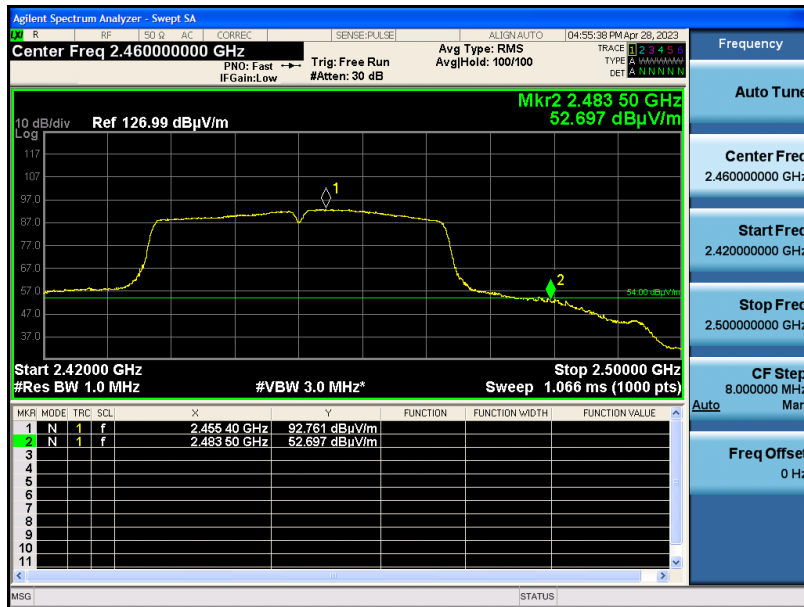 Agilent Spectrum Analyzer - Swept SA
LXI R RF 50 Ω AC CORREC SENSE:PULSE ALIGN AUTO 04:55:38 PM Apr 28, 2023
Center Freq 2.460000000 GHz
PNO: Fast
IFGain:Low
Trig: Free Run
#Atten: 30 dB
Avg Type: RMS
Avg|Hold: 100/100
TRACE 1 2 3 4 5 6
TYPE A WWWWW
DET A N N N N N
Mkr2 2.483 50 GHz
52.697 dBµV/m
10 dB/div Ref 126.99 dBµV/m
Log
117
107
97.0
87.0
77.0
67.0
57.0
47.0
37.0
1
2
54.00 dBµV/m
Start 2.42000 GHz Stop 2.50000 GHz
#Res BW 1.0 MHz #VBW 3.0 MHz* Sweep 1.066 ms (1000 pts)
MKR MODE TRC SCL X Y FUNCTION FUNCTION WIDTH FUNCTION VALUE
1 N 1 f 2.455 40 GHz 92.761 dBµV/m
2 N 1 f 2.483 50 GHz 52.697 dBµV/m
3
4
5
6
7
8
9
10
11
MSG STATUS
Frequency
Auto Tune
Center Freq
2.460000000 GHz
Start Freq
2.420000000 GHz
Stop Freq
2.500000000 GHz
CF Step
8.000000 MHz
Auto Man
Freq Offset
0 Hz